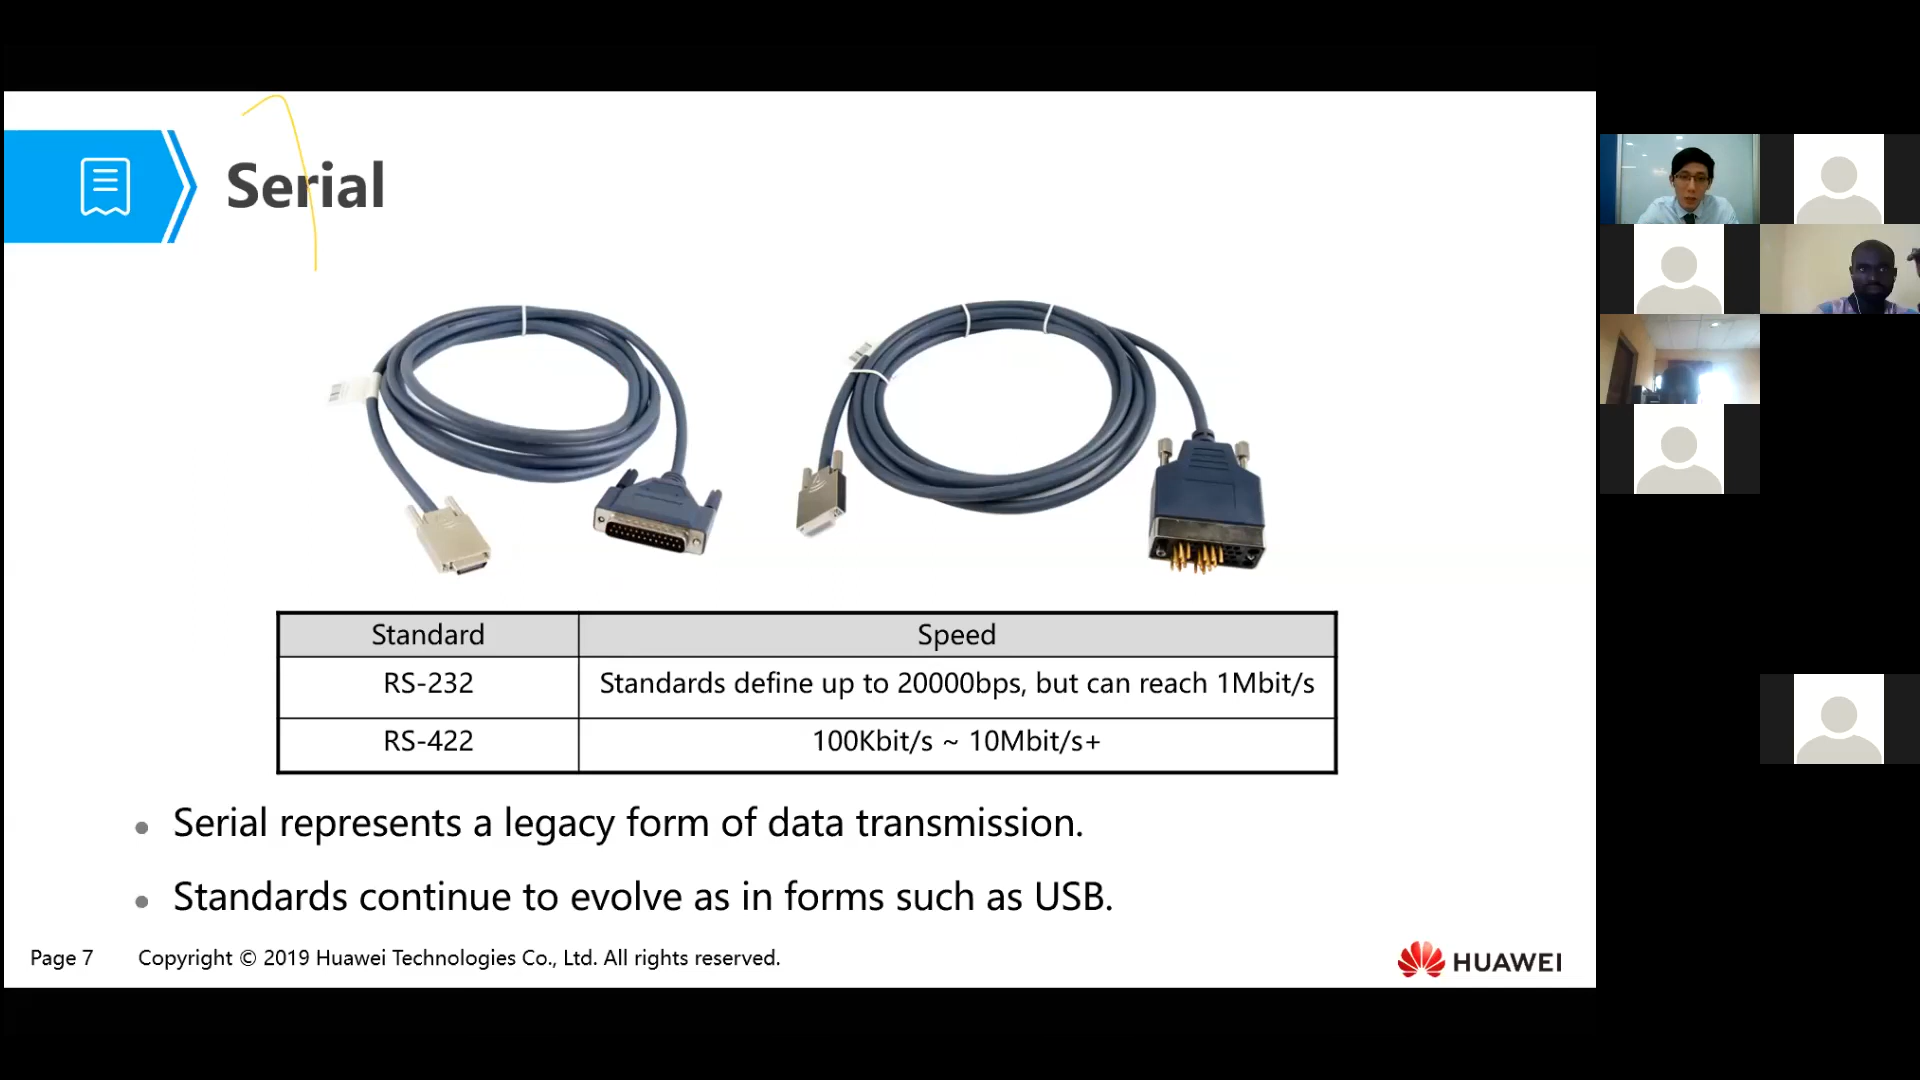 Serial
Standard Speed
RS-232 Standards define up to 20000bps, but can reach 1Mbit/s
RS-422 100Kbit/s ~ 10Mbit/s+
Serial represents a legacy form of data transmission.
Standards continue to evolve as in forms such as USB.
Page 7 Copyright © 2019 Huawei Technologies Co., Ltd. All rights reserved.
HUAWEI